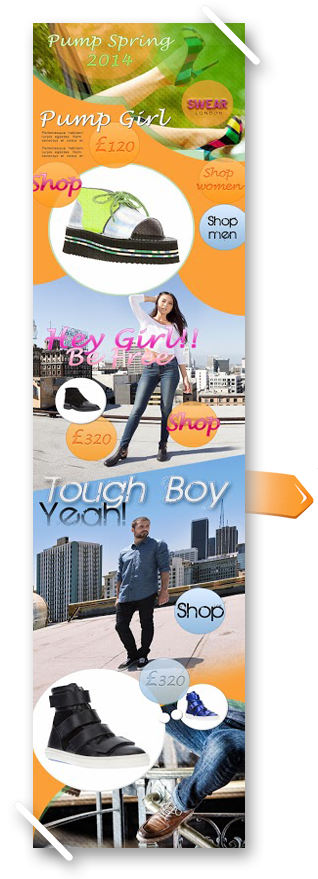 Pump Spring
2014
SWEAR
LONDON
Pump Girl
£120
Shop
Shop
women
Shop
men
Hey Girl!!
Be Free
£320
Shop
Tough Boy
Yeah!
Shop
£320